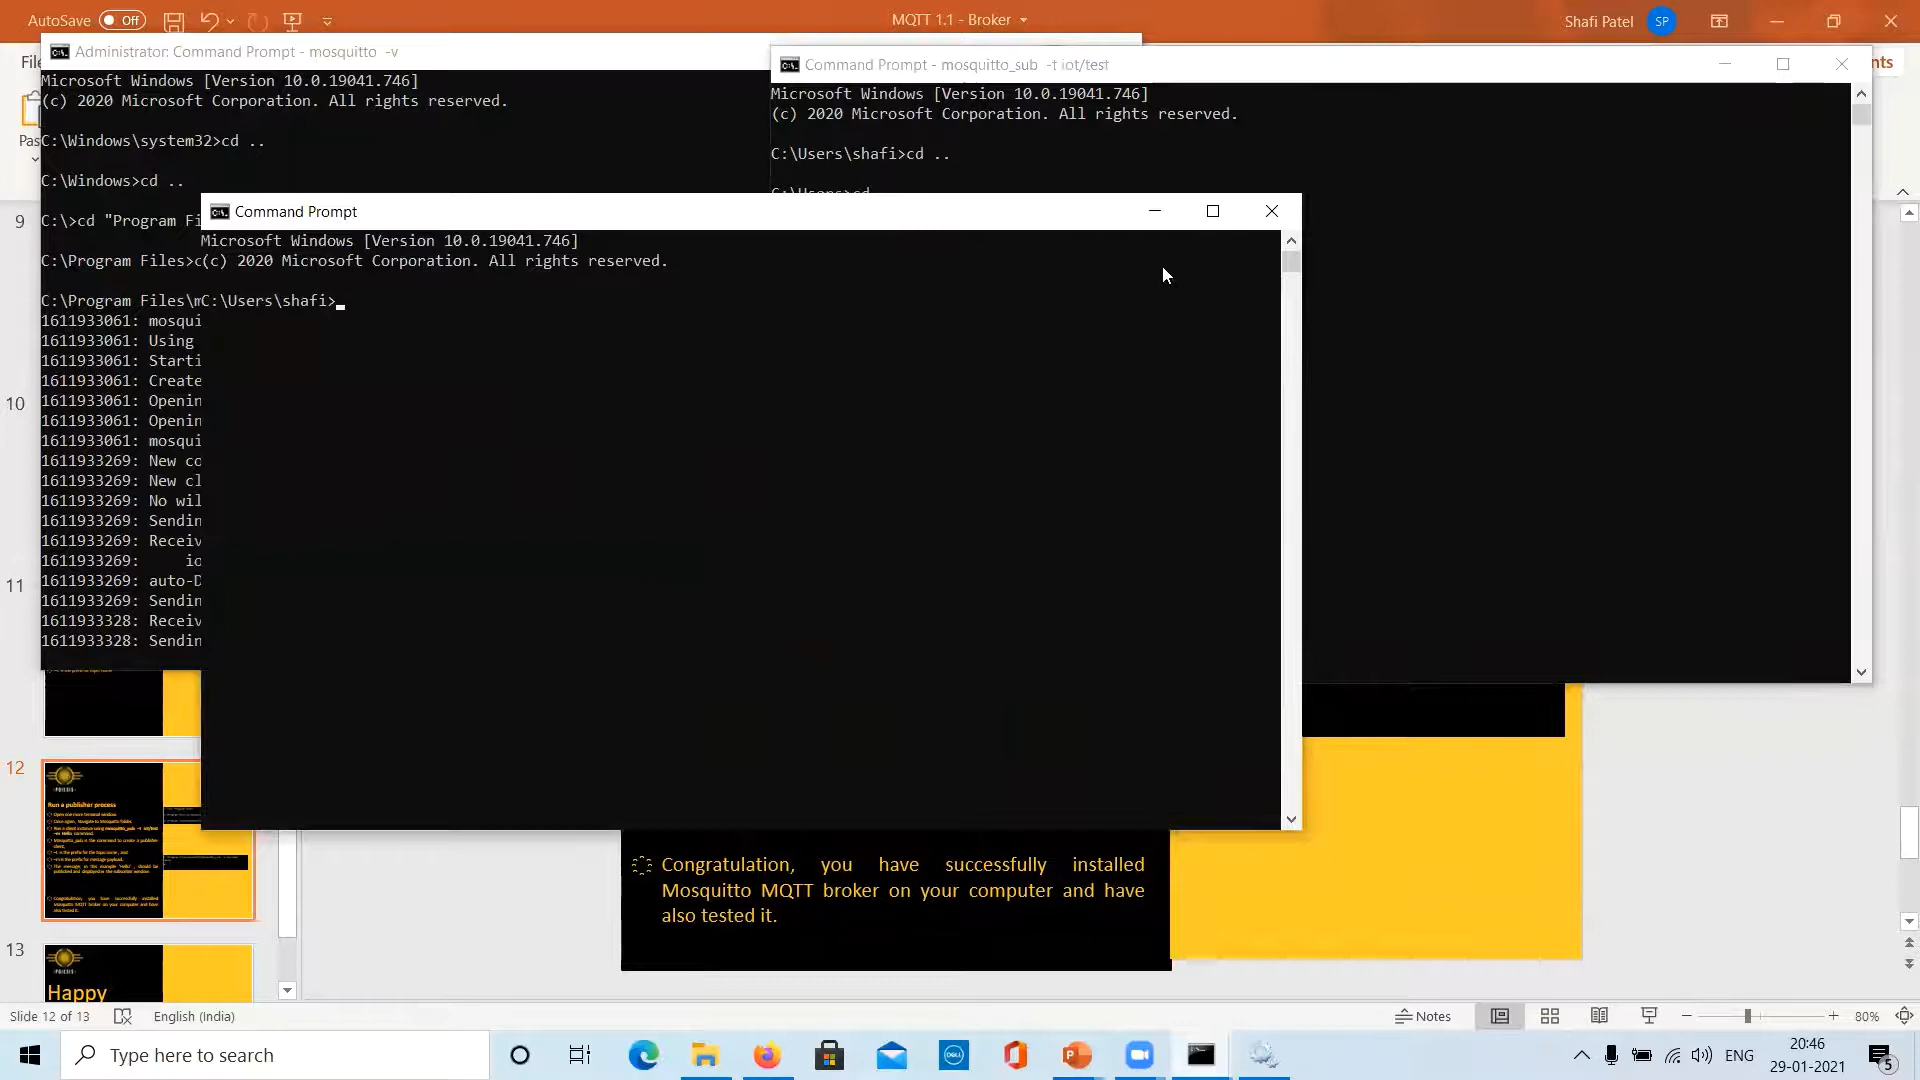 AutoSave Off
MQTT 1.1 - Broker
Shafi Patel SP
Administrator: Command Prompt - mosquitto -v
Microsoft Windows [Version 10.0.19041.746]
(c) 2020 Microsoft Corporation. All rights reserved.
C:\Windows\system32>cd ..
C:\Windows>cd ..
C:\>cd "Program Fi
C:\Program Files>c
C:\Program Files\m
1611933061: mosqui
1611933061: Using
1611933061: Starti
1611933061: Create
1611933061: Openin
1611933061: Openin
1611933061: mosqui
1611933269: New co
1611933269: New cl
1611933269: No wil
1611933269: Sendin
1611933269: Receiv
1611933269: io
1611933269: auto-D
1611933269: Sendin
1611933328: Receiv
1611933328: Sendin
Command Prompt - mosquitto_sub -t iot/test
Microsoft Windows [Version 10.0.19041.746]
(c) 2020 Microsoft Corporation. All rights reserved.
C:\Users\shafi>cd ..
C:\Users>cd
Command Prompt
Microsoft Windows [Version 10.0.19041.746]
(c) 2020 Microsoft Corporation. All rights reserved.
C:\Users\shafi>
9
10
11
12
Run a publisher process
13
Happy
Congratulation, you have successfully installed
Mosquitto MQTT broker on your computer and have
also tested it.
Slide 12 of 13
English (India)
Notes
80%
Type here to search
ENG
20:46
29-01-2021
5